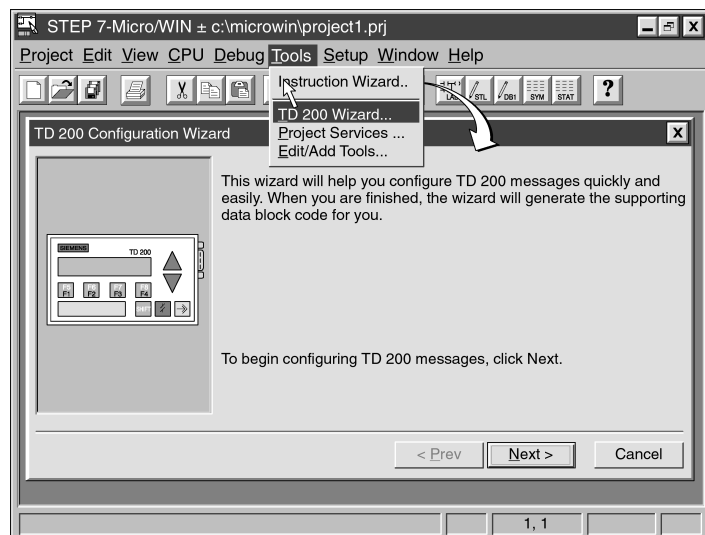 STEP 7-Micro/WIN ± c:\microwin\project1.prj
Project Edit View CPU Debug Tools Setup Window Help
Instruction Wizard..
TD 200 Wizard...
Project Services ...
Edit/Add Tools...
STL DB1 SYM STAT ?
TD 200 Configuration Wizard
This wizard will help you configure TD 200 messages quickly and
easily. When you are finished, the wizard will generate the supporting
data block code for you.
SIEMENS
TD 200
F5 F6 F7 F8
F1 F2 F3 F4
To begin configuring TD 200 messages, click Next.
< Prev Next > Cancel
1, 1